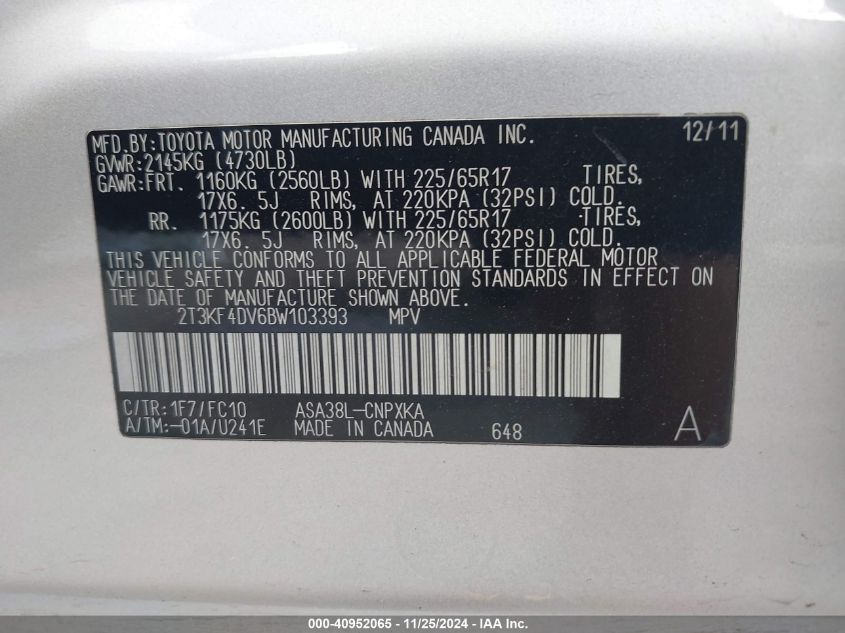 MFD.BY:TOYOTA MOTOR MANUFACTURING CANADA INC. 12/11
GVWR:2145KG (4730LB)
GAWR:FRT. 1160KG (2560LB) WITH 225/65R17 TIRES,
17X6.5J RIMS, AT 220KPA (32PSI) COLD.
RR. 1175KG (2600LB) WITH 225/65R17 TIRES,
17X6.5J RIMS, AT 220KPA (32PSI) COLD.
THIS VEHICLE CONFORMS TO ALL APPLICABLE FEDERAL MOTOR
VEHICLE SAFETY AND THEFT PREVENTION STANDARDS IN EFFECT ON
THE DATE OF MANUFACTURE SHOWN ABOVE.
2T3KF4DV6BW103393 MPV
C/TR:1F7/FC10 ASA38L-CNPXKA
A/TM:-01A/U241E MADE IN CANADA 648 A
000-40952065 - 11/25/2024 - IAA Inc.